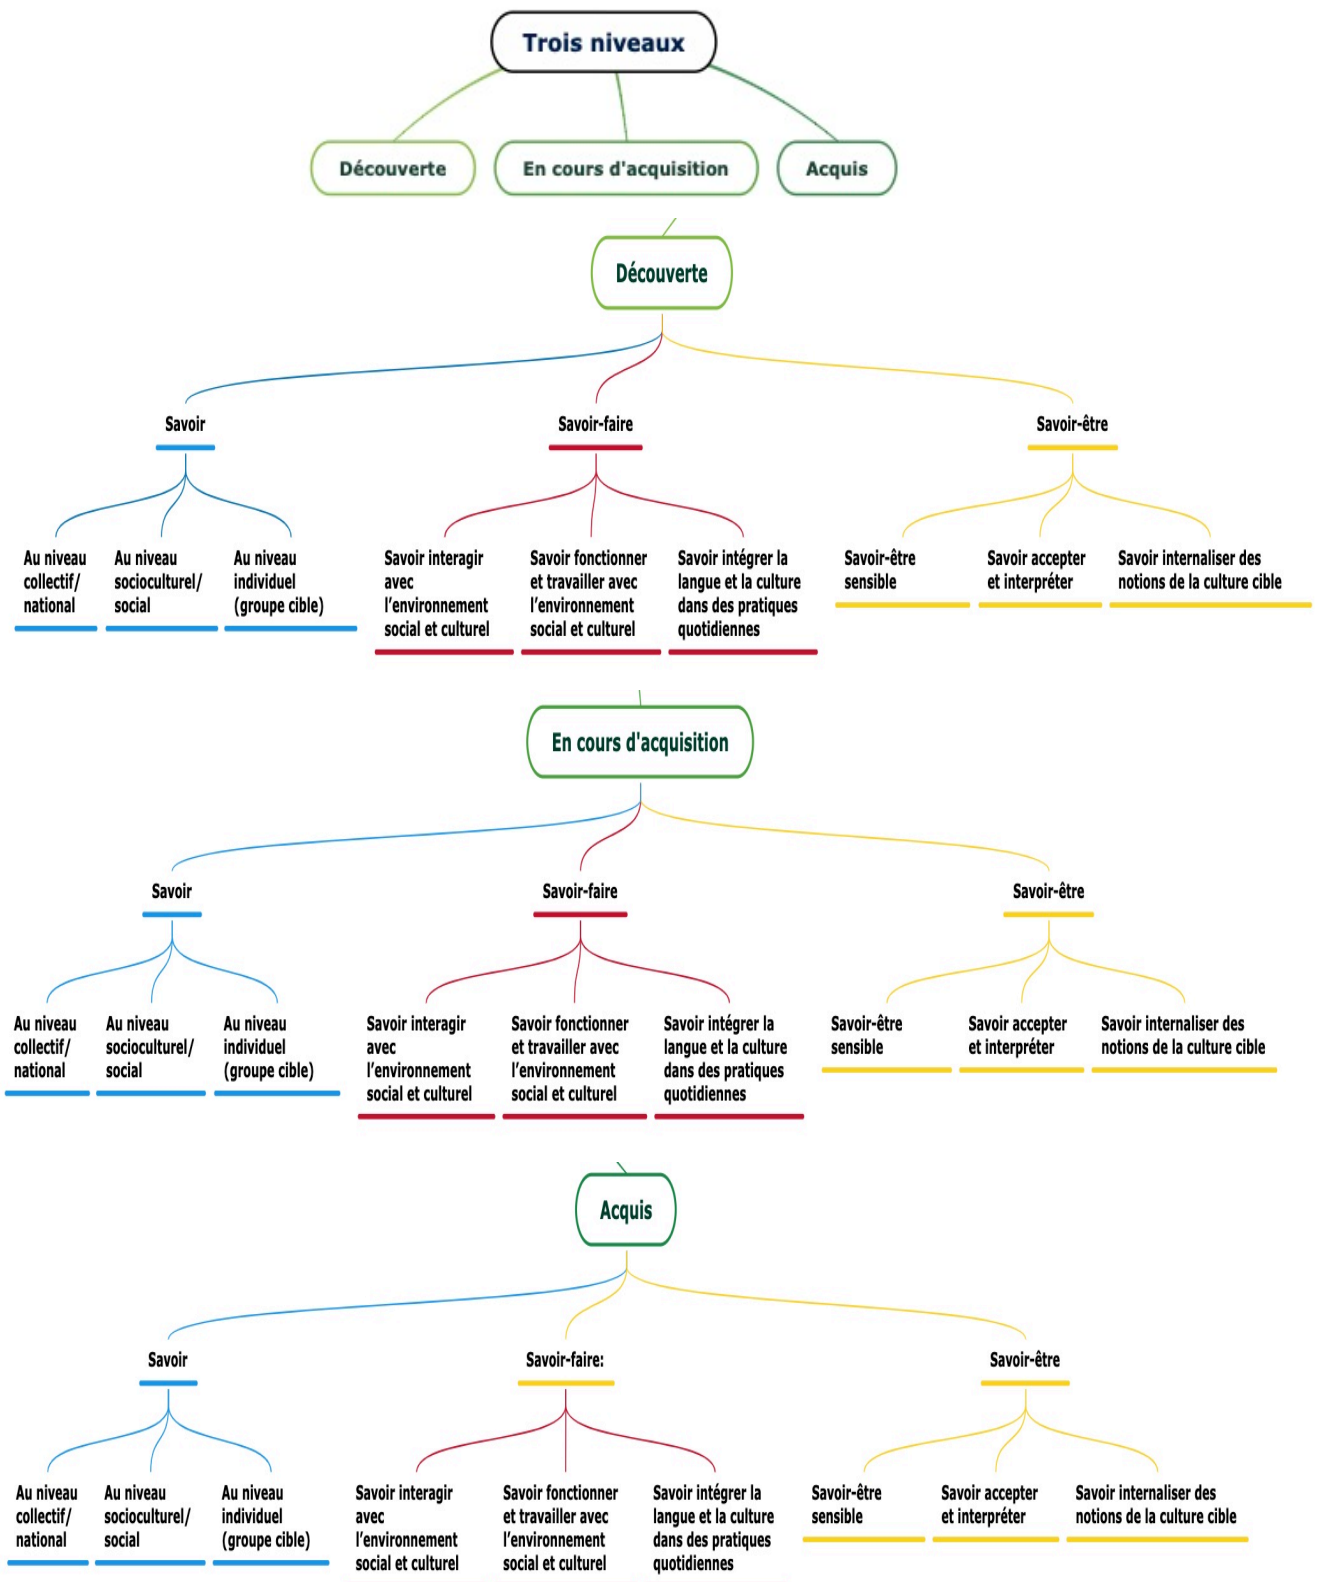 Trois niveaux
Découverte
En cours d'acquisition
Acquis
Découverte
Savoir
Savoir-faire
Savoir-être
Au niveau
collectif/
national
Au niveau
socioculturel/
social
Au niveau
individuel
(groupe cible)
Savoir interagir
avec
l’environnement
social et culturel
Savoir fonctionner
et travailler avec
l’environnement
social et culturel
Savoir intégrer la
langue et la culture
dans des pratiques
quotidiennes
Savoir-être
sensible
Savoir accepter
et interpréter
Savoir internaliser des
notions de la culture cible
En cours d'acquisition
Savoir
Savoir-faire
Savoir-être
Au niveau
collectif/
national
Au niveau
socioculturel/
social
Au niveau
individuel
(groupe cible)
Savoir interagir
avec
l’environnement
social et culturel
Savoir fonctionner
et travailler avec
l’environnement
social et culturel
Savoir intégrer la
langue et la culture
dans des pratiques
quotidiennes
Savoir-être
sensible
Savoir accepter
et interpréter
Savoir internaliser des
notions de la culture cible
Acquis
Savoir
Savoir-faire:
Savoir-être
Au niveau
collectif/
national
Au niveau
socioculturel/
social
Au niveau
individuel
(groupe cible)
Savoir interagir
avec
l’environnement
social et culturel
Savoir fonctionner
et travailler avec
l’environnement
social et culturel
Savoir intégrer la
langue et la culture
dans des pratiques
quotidiennes
Savoir-être
sensible
Savoir accepter
et interpréter
Savoir internaliser des
notions de la culture cible